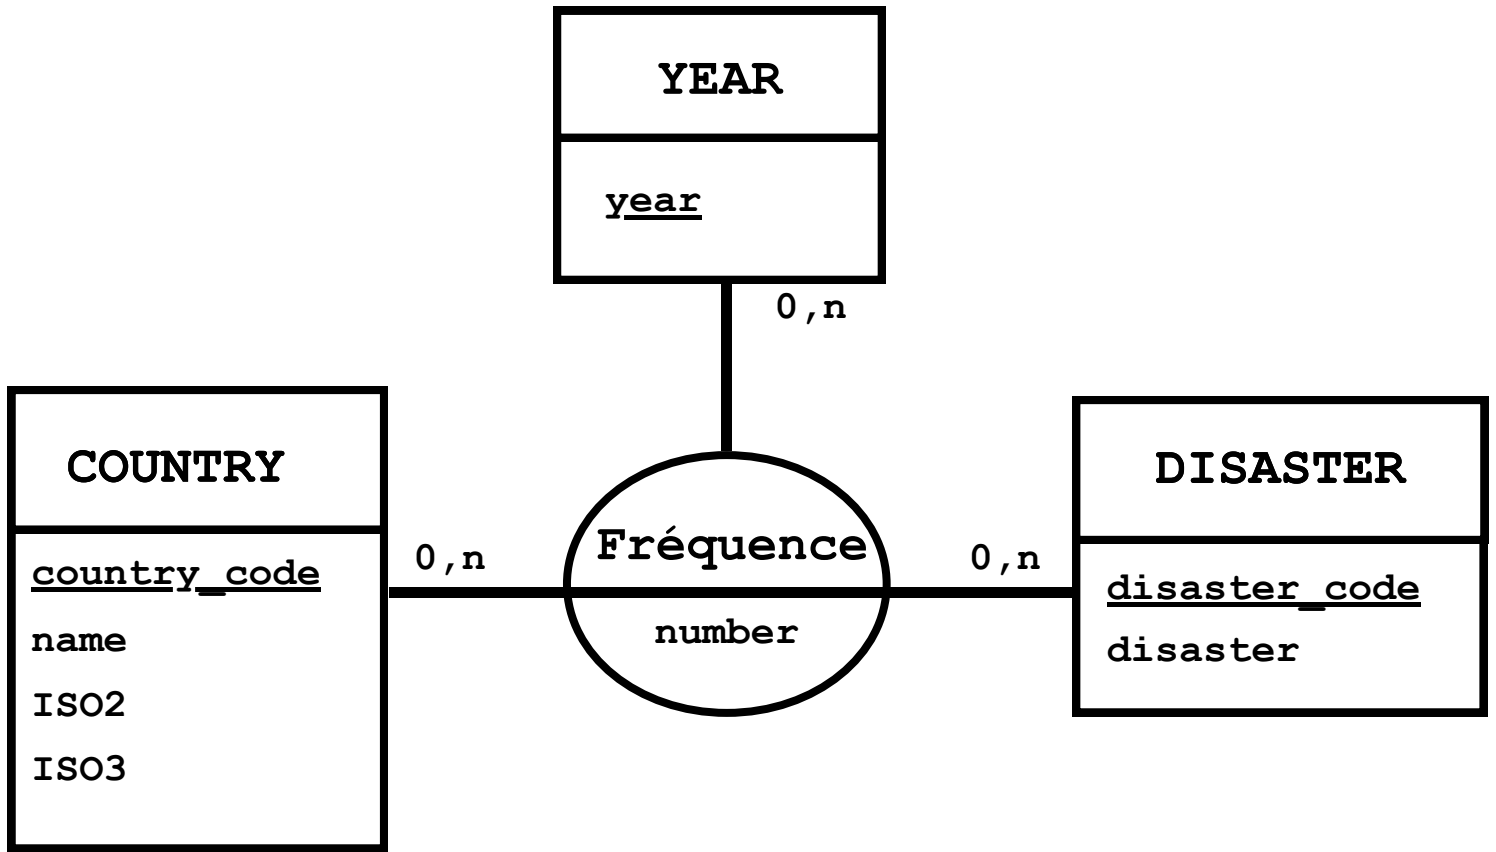 YEAR
year
0,n
COUNTRY
country_code
name
ISO2
ISO3
0,n
Fréquence
number
0,n
DISASTER
disaster_code
disaster